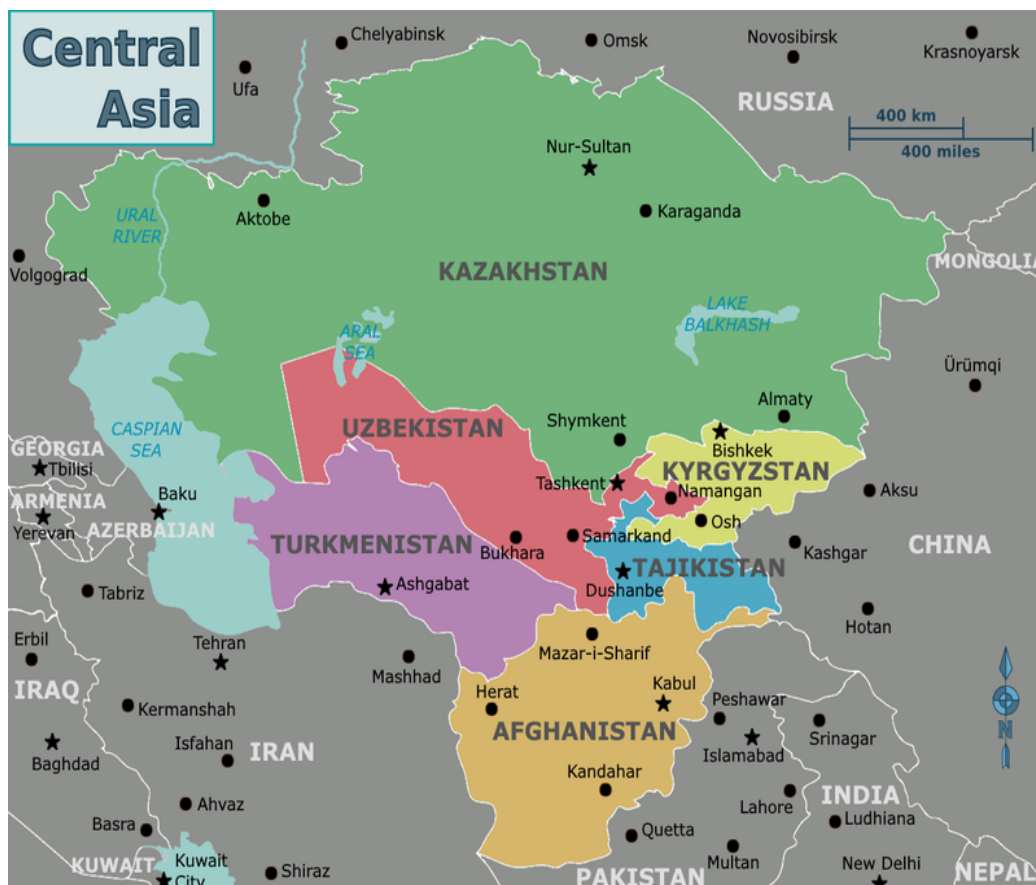 Central
Asia
Chelyabinsk
Omsk
Novosibirsk
Krasnoyarsk
Ufa
RUSSIA
400 km
400 miles
Nur-Sultan
Karaganda
Aktobe
URAL
RIVER
Volgograd
MONGOLIA
KAZAKHSTAN
LAKE
BALKHASH
ARAL
SEA
Ürümqi
Almaty
Shymkent
UZBEKISTAN
CASPIAN
SEA
Bishkek
GEORGIA
Tbilisi
KYRGYZSTAN
Tashkent
Namangan
Aksu
Baku
ARMENIA
Yerevan
AZERBAIJAN
Osh
Samarkand
Bukhara
TURKMENISTAN
Kashgar
CHINA
TAJIKISTAN
Dushanbe
Ashgabat
Tabriz
Hotan
Erbil
Tehran
Mashhad
Mazar-i-Sharif
IRAQ
Kermanshah
Herat
Kabul
Peshawar
AFGHANISTAN
Islamabad
Srinagar
N
Baghdad
Isfahan
IRAN
Kandahar
Ahvaz
Lahore
INDIA
Ludhiana
Basra
Quetta
Multan
KUWAIT
Kuwait
City
Shiraz
PAKISTAN
New Delhi
NEPAL